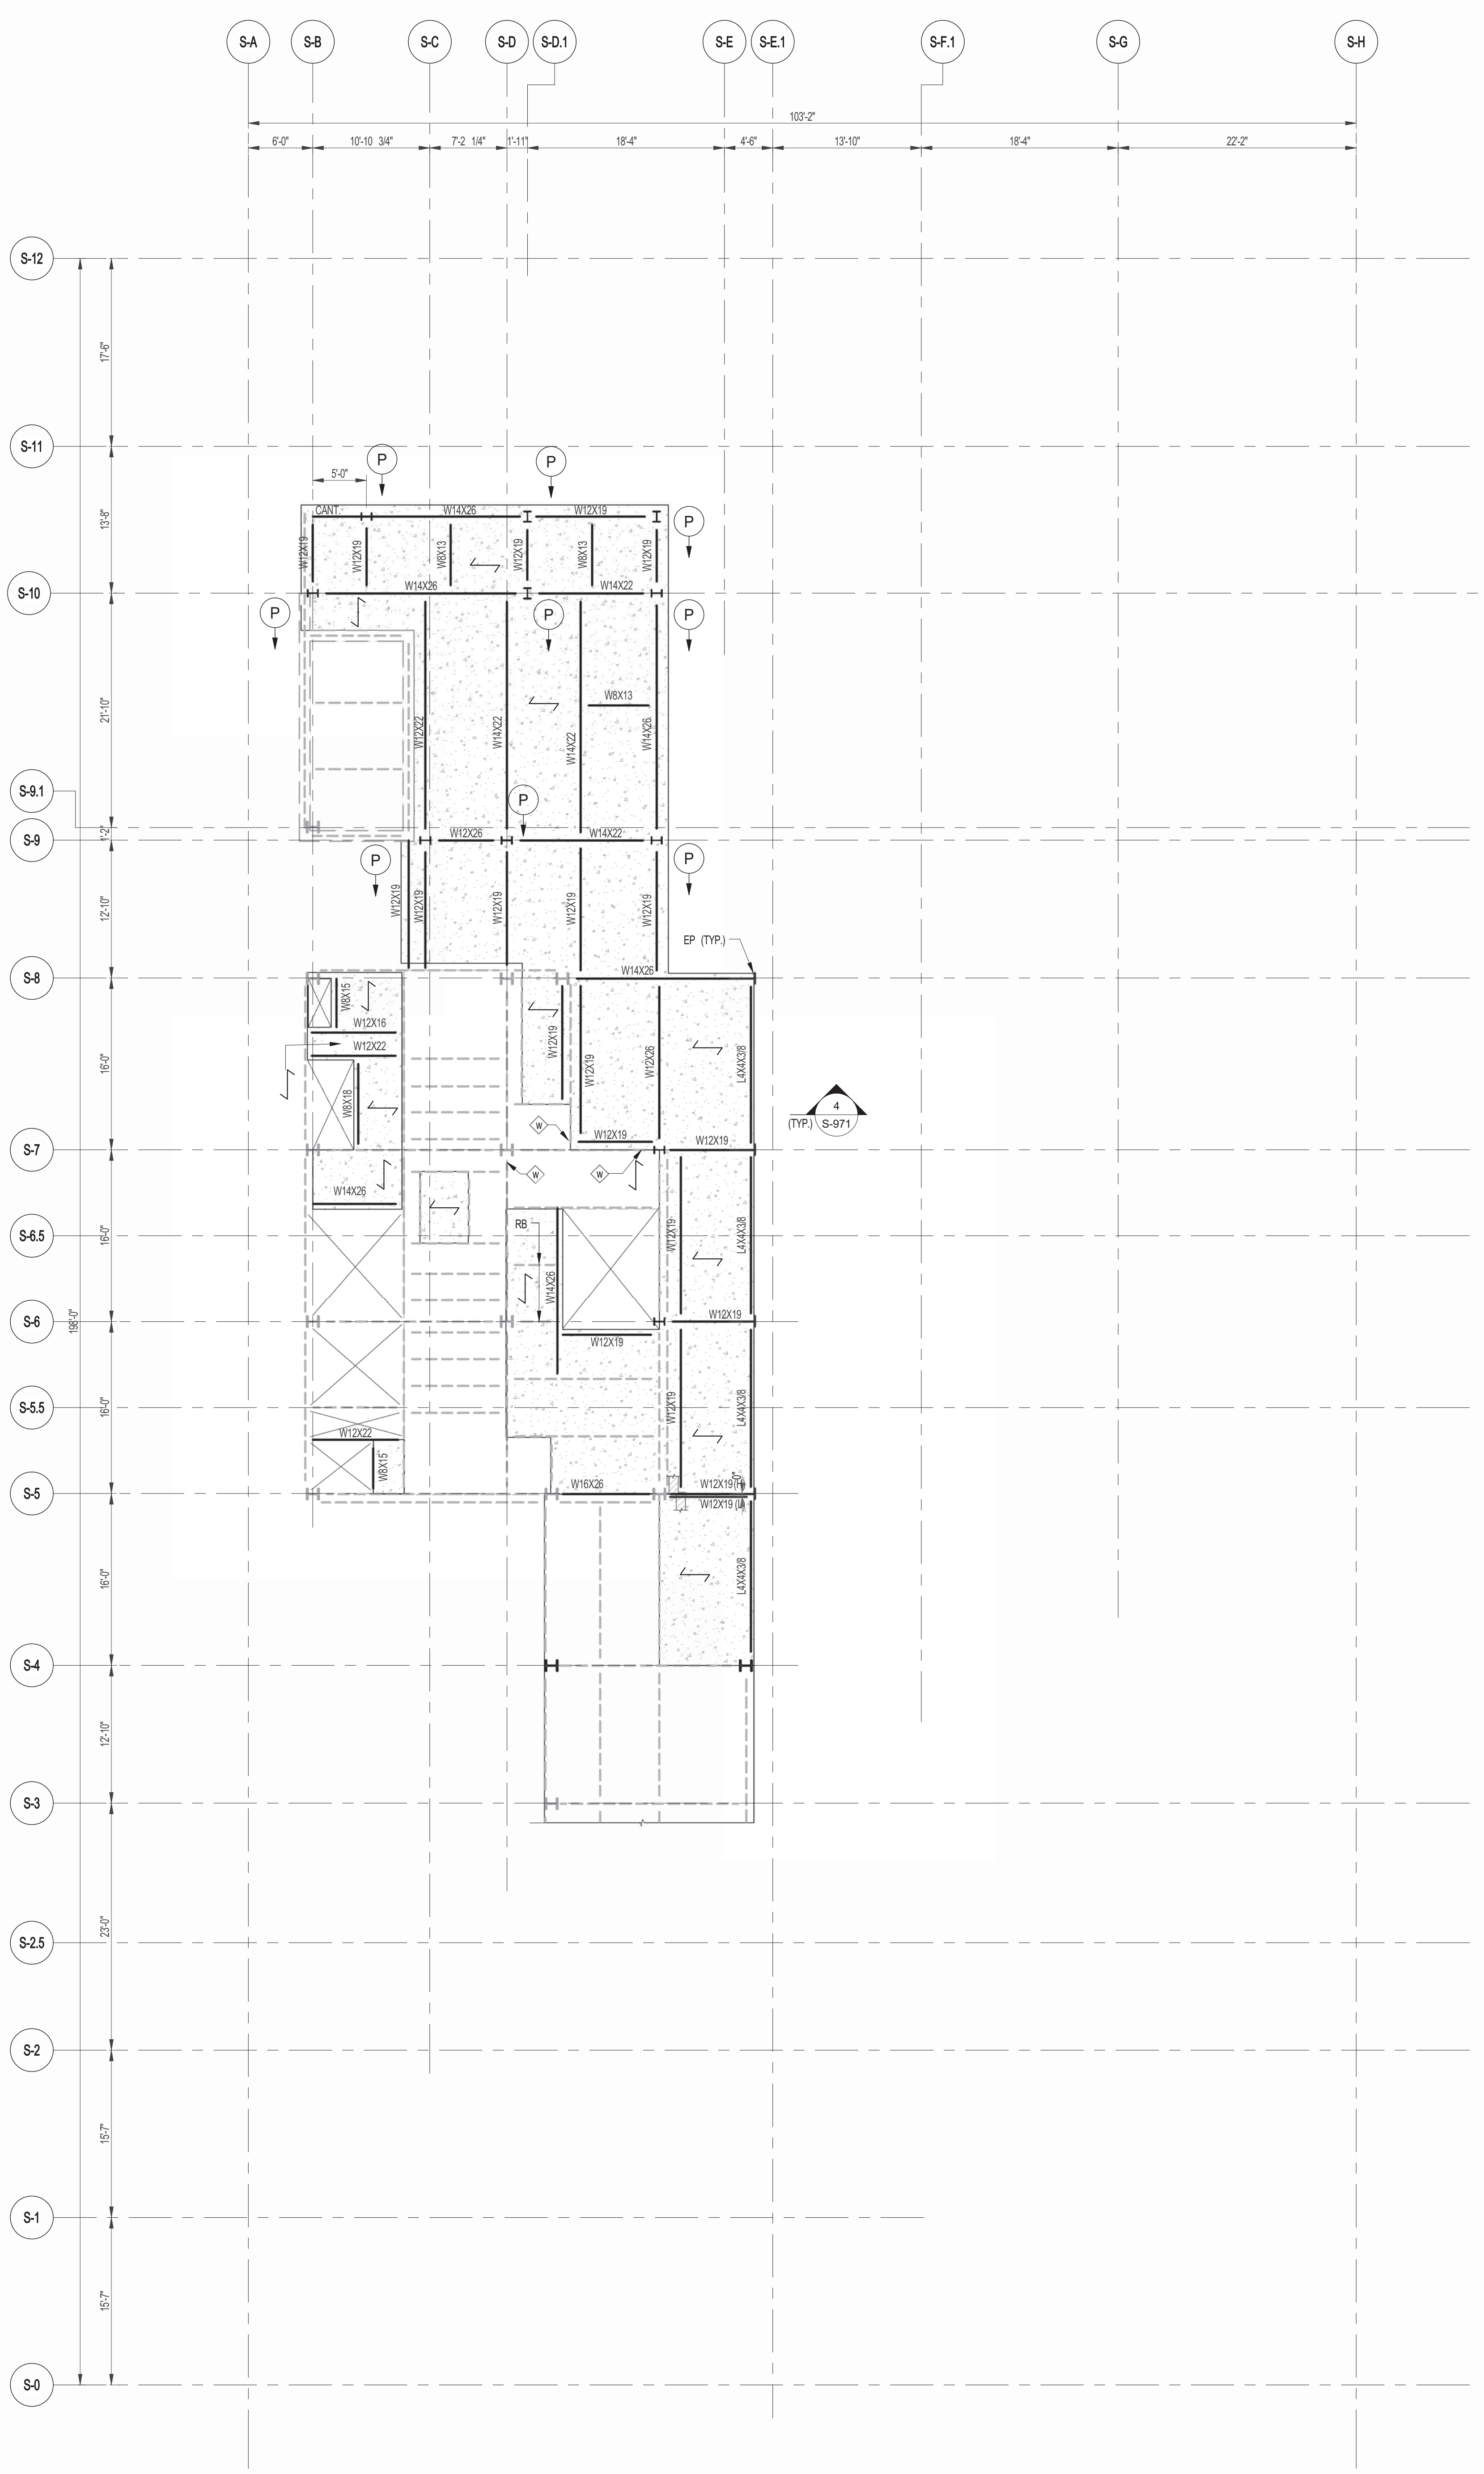 S-A S-B S-C S-D S-D.1 S-E S-E.1 S-F.1 S-G S-H
103'-2"
6'-0" 10'-10 3/4" 7'-2 1/4" 1'-11" 18'-4" 4'-6" 13'-10" 18'-4" 22'-2"
S-12
17'-6"
S-11
P P
5'-0"
13'-8"
CANT. W14X26 W12X19
P
W12X19 W12X19 W8X13 W12X19 W8X13 W12X19
W14X26 W14X22
S-10
P P P
W8X13
21'-10"
W12X22 W14X22 W14X22 W14X26
S-9.1
P
1'-2"
S-9
W12X26 W14X22
P P
12'-10"
W12X19 W12X19 W12X19 W12X19 W12X19
EP (TYP.)
W14X26
S-8
W8X15
W12X16
W12X22
16'-0"
W12X19 W12X19 W12X26 L4X4X3/8
W8X18
4
(TYP.) S-971
W
W12X19 W12X19
S-7
W W
W14X26
RB
16'-0"
S-6.5
W12X19 L4X4X3/8
W14X26
198'-0"
W12X19
S-6
W12X19
16'-0"
W12X19 L4X4X3/8
S-5.5
W12X22
W8X15
W16X26 W12X19 (H)
S-5
W12X19 (U)
16'-0"
L4X4X3/8
S-4
12'-10"
S-3
23'-0"
S-2.5
S-2
15'-7"
S-1
15'-7"
S-0